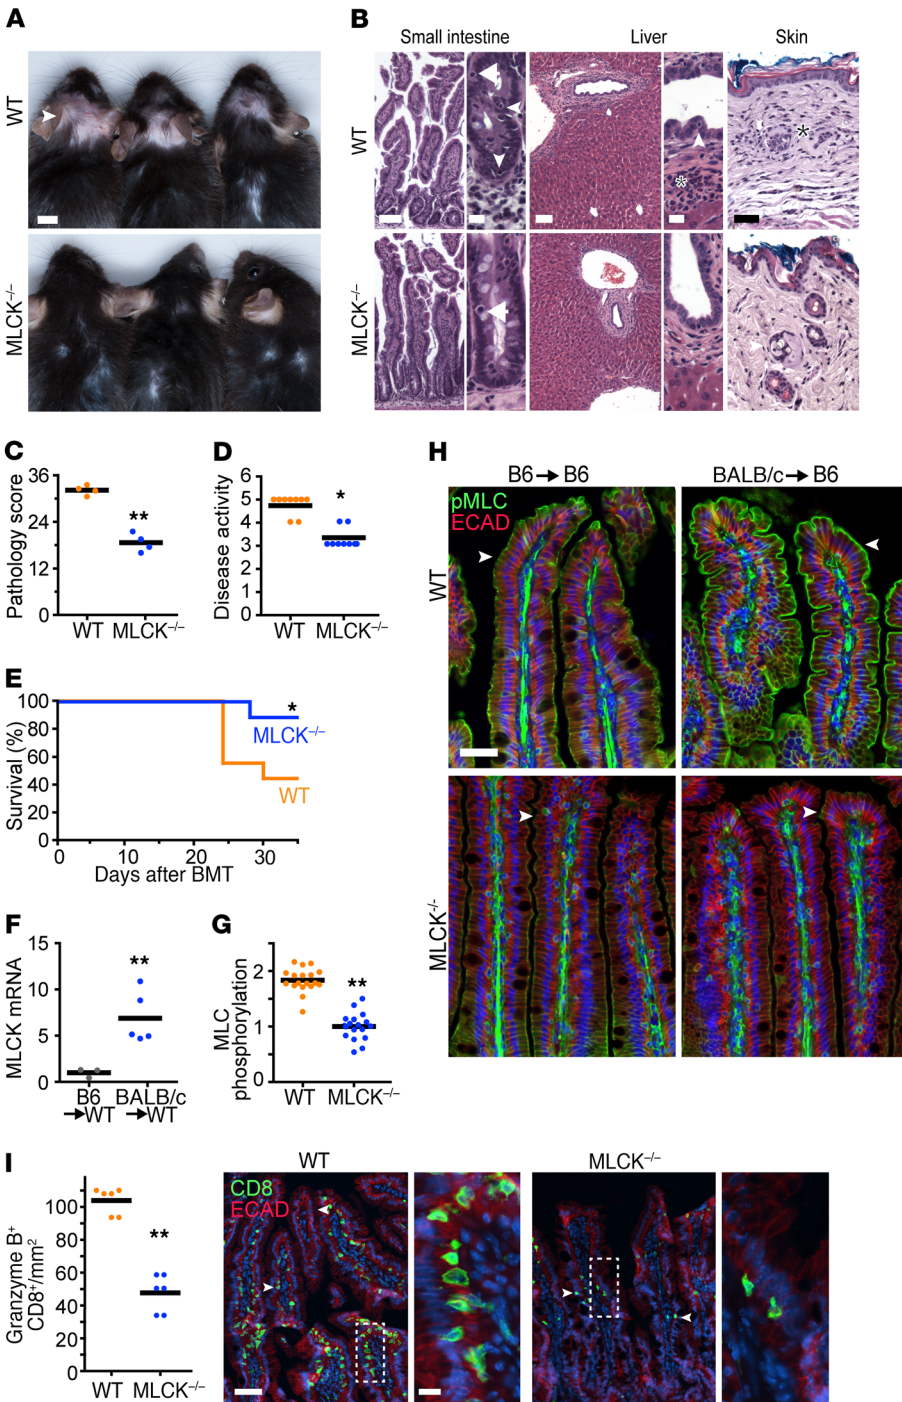 A
WT
MLCK–/–
B
Small intestine
Liver
Skin
WT
*
*
MLCK–/–
C
Pathology score
36
24
12
0
**
WT
MLCK–/–
D
Disease activity
6
5
4
3
2
1
0
*
WT
MLCK–/–
E
Survival (%)
100
80
60
40
20
0
*
MLCK–/–
WT
0
10
20
30
Days after BMT
F
MLCK mRNA
15
10
5
0
**
B6
→WT
BALB/c
→WT
G
MLC
phosphorylation
2
1
0
**
WT
MLCK–/–
H
B6→B6
BALB/c→B6
pMLC
ECAD
WT
MLCK-/-
I
Granzyme B+
CD8+/mm2
100
80
60
40
20
0
**
WT
MLCK–/–
WT
MLCK–/–
CD8
ECAD